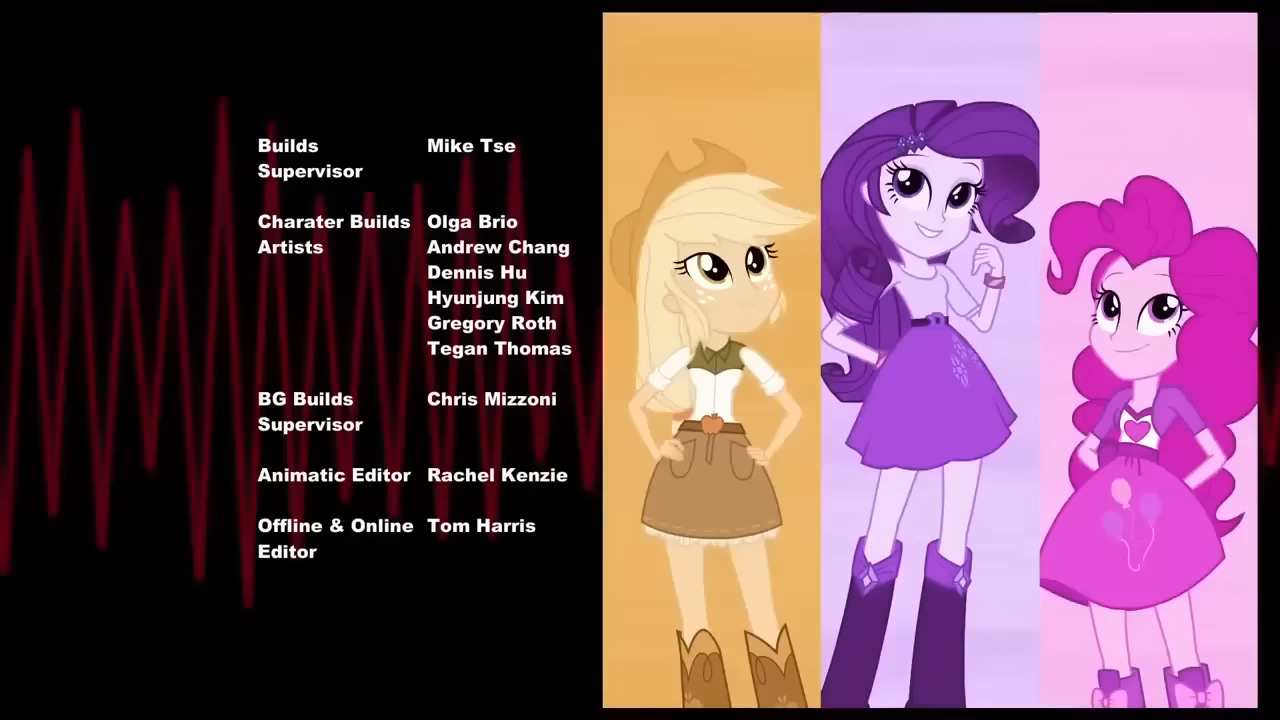 Builds Mike Tse
Supervisor
Charater Builds Olga Brio
Artists Andrew Chang
Dennis Hu
Hyunjung Kim
Gregory Roth
Tegan Thomas
BG Builds Chris Mizzoni
Supervisor
Animatic Editor Rachel Kenzie
Offline & Online Tom Harris
Editor